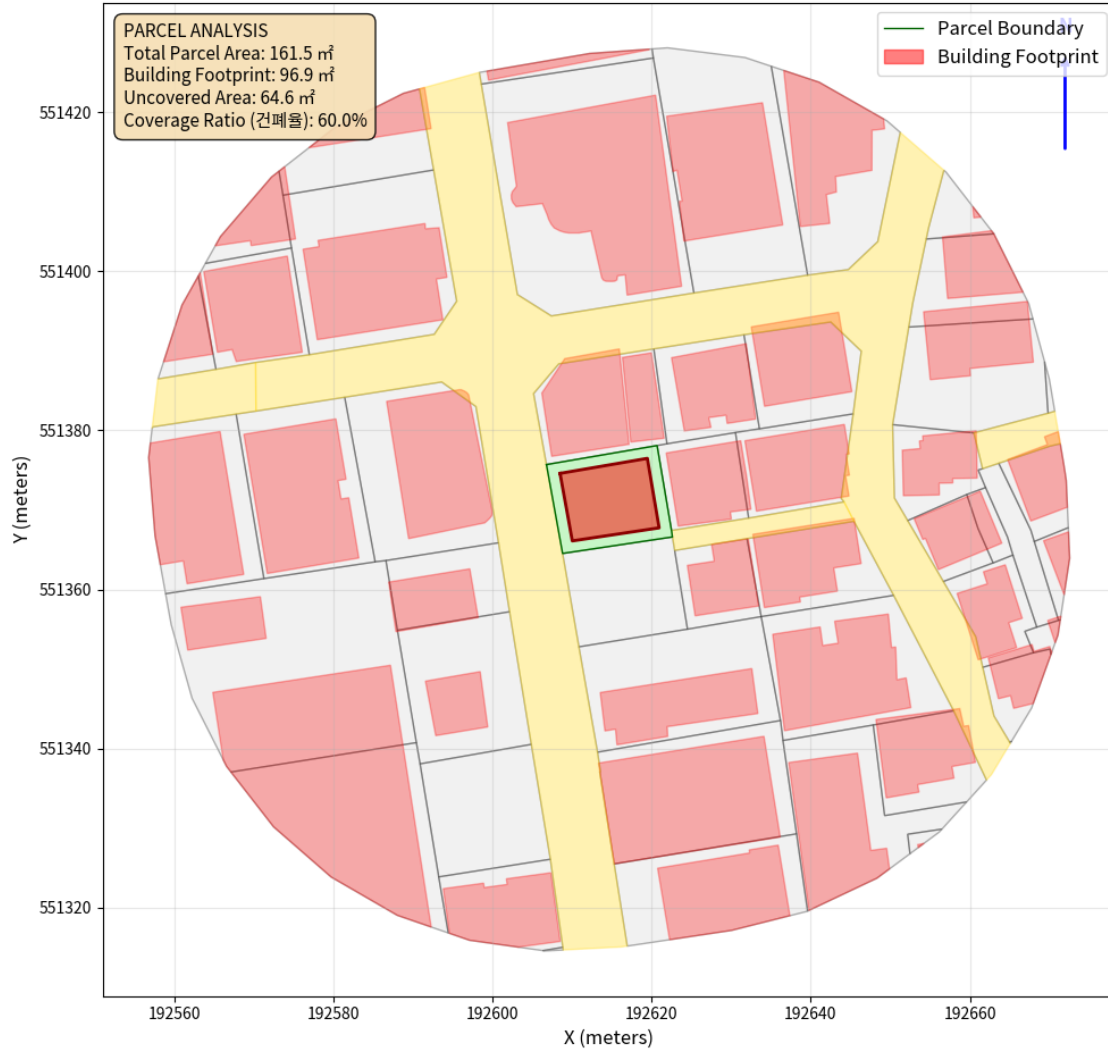 PARCEL ANALYSIS
Total Parcel Area: 161.5 ㎡
Building Footprint: 96.9 ㎡
Uncovered Area: 64.6 ㎡
Coverage Ratio (건폐율): 60.0%
Parcel Boundary
Building Footprint
N
551420
551400
551380
551360
551340
551320
Y (meters)
192560
192580
192600
192620
192640
192660
X (meters)